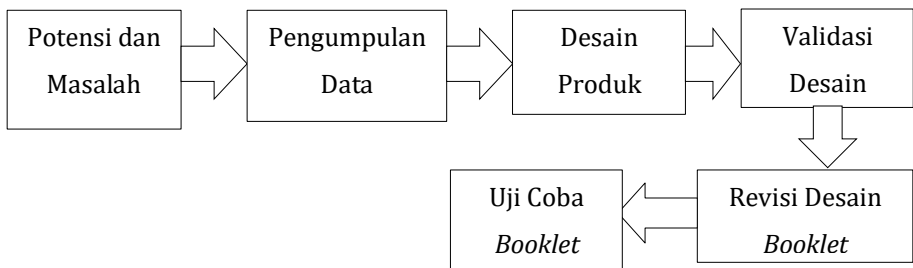 Potensi dan
Masalah
Pengumpulan
Data
Desain
Produk
Validasi
Desain
Revisi Desain
Booklet
Uji Coba
Booklet